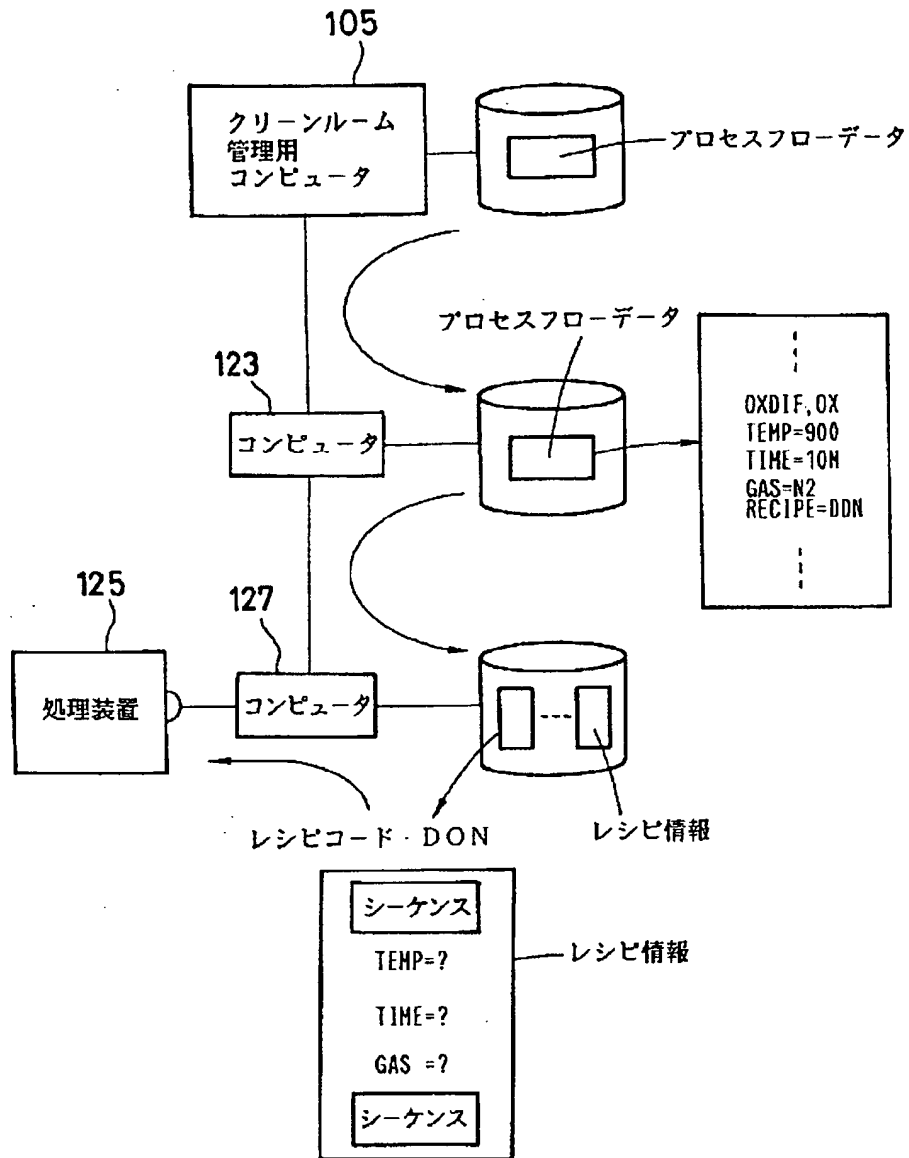 105
クリーンルーム
管理用
コンピュータ
プロセスフローデータ
プロセスフローデータ
123
コンピュータ
OXDIF,OX
TEMP=900
TIME=10M
GAS=N2
RECIPE=DDN
125
処理装置
127
コンピュータ
レシピコード・DON
レシピ情報
シーケンス
TEMP=?
TIME=?
GAS =?
シーケンス
レシピ情報